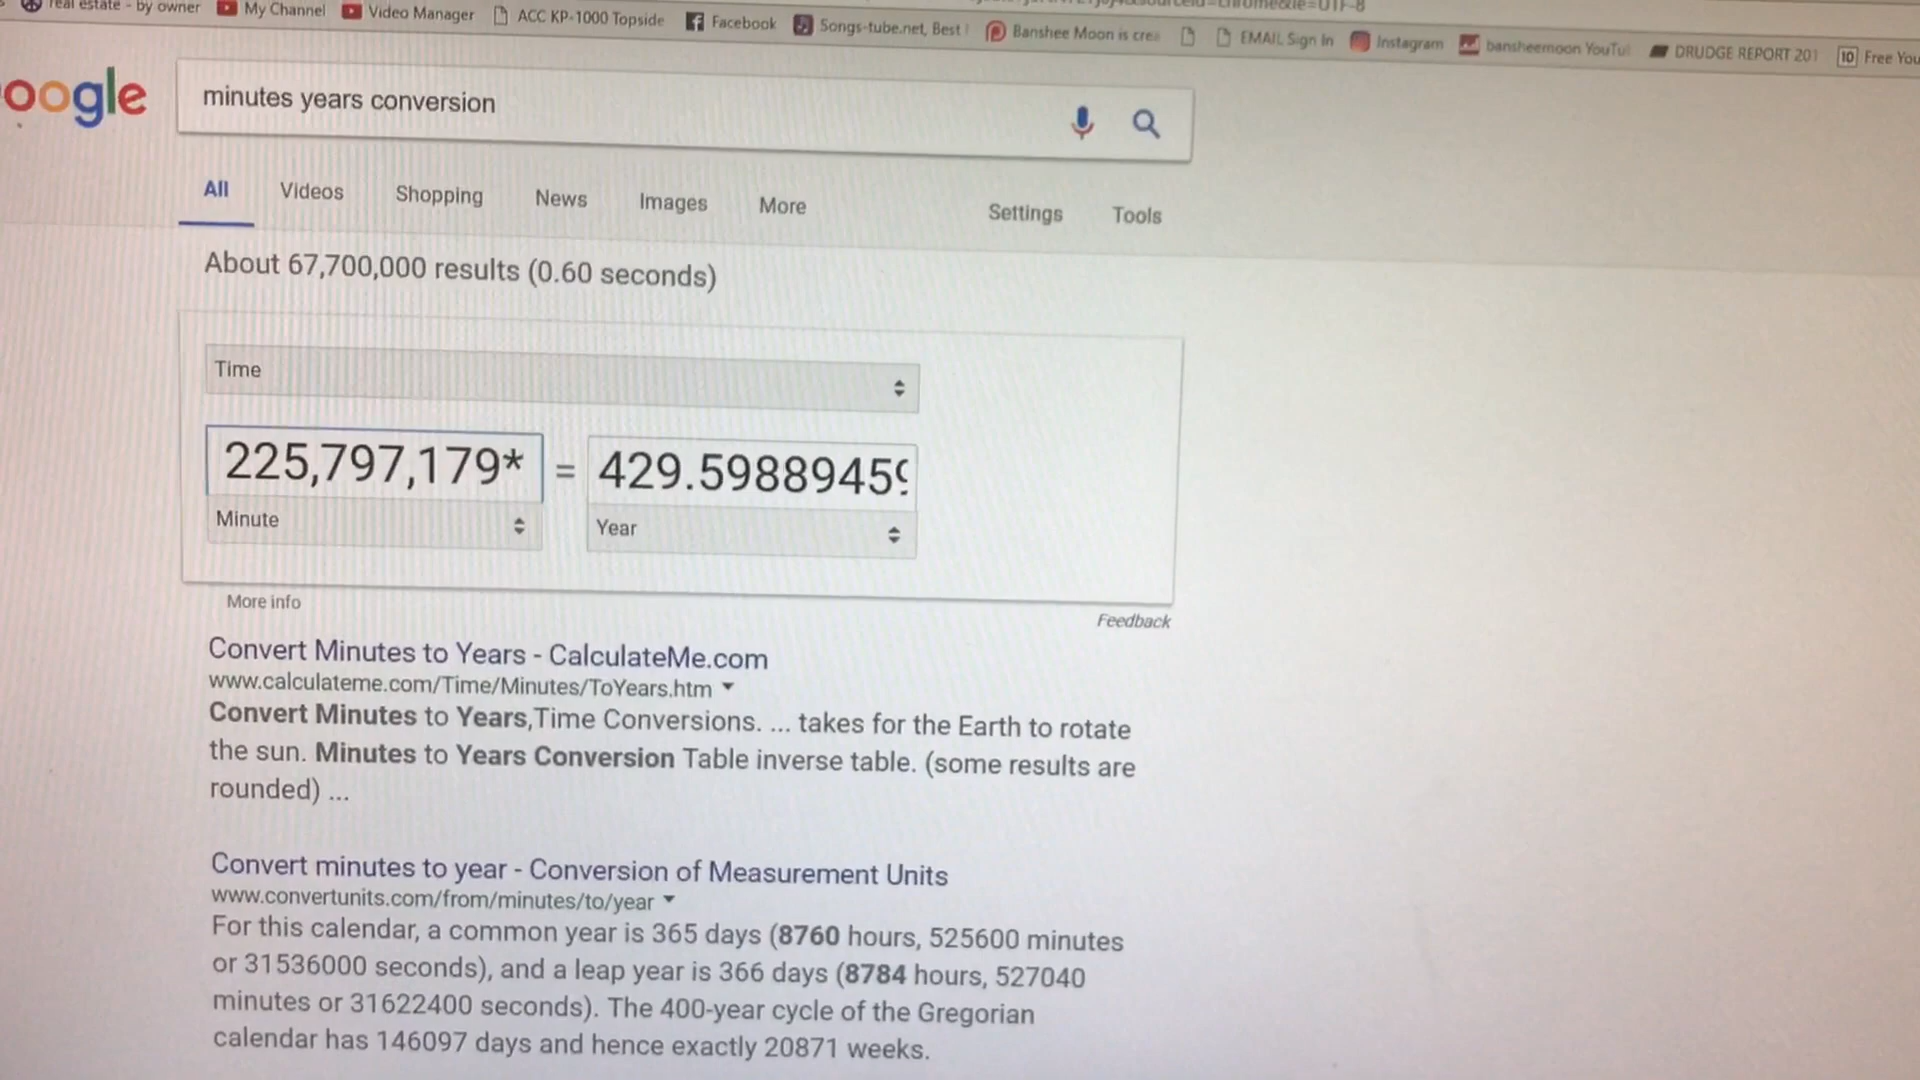 real estate - by owner My Channel Video Manager ACC KP-1000 Topside Facebook Songs-tube.net, Best Banshee Moon is crea EMAIL Sign In Instagram bansheemoon YouTu DRUDGE REPORT 201 Free You
oogle
minutes years conversion
All Videos Shopping News Images More Settings Tools
About 67,700,000 results (0.60 seconds)
Time
225,797,179* = 429.59889459
Minute Year
More info
Feedback
Convert Minutes to Years - CalculateMe.com
www.calculateme.com/Time/Minutes/ToYears.htm
Convert Minutes to Years,Time Conversions. ... takes for the Earth to rotate
the sun. Minutes to Years Conversion Table inverse table. (some results are
rounded) ...
Convert minutes to year - Conversion of Measurement Units
www.convertunits.com/from/minutes/to/year
For this calendar, a common year is 365 days (8760 hours, 525600 minutes
or 31536000 seconds), and a leap year is 366 days (8784 hours, 527040
minutes or 31622400 seconds). The 400-year cycle of the Gregorian
calendar has 146097 days and hence exactly 20871 weeks.